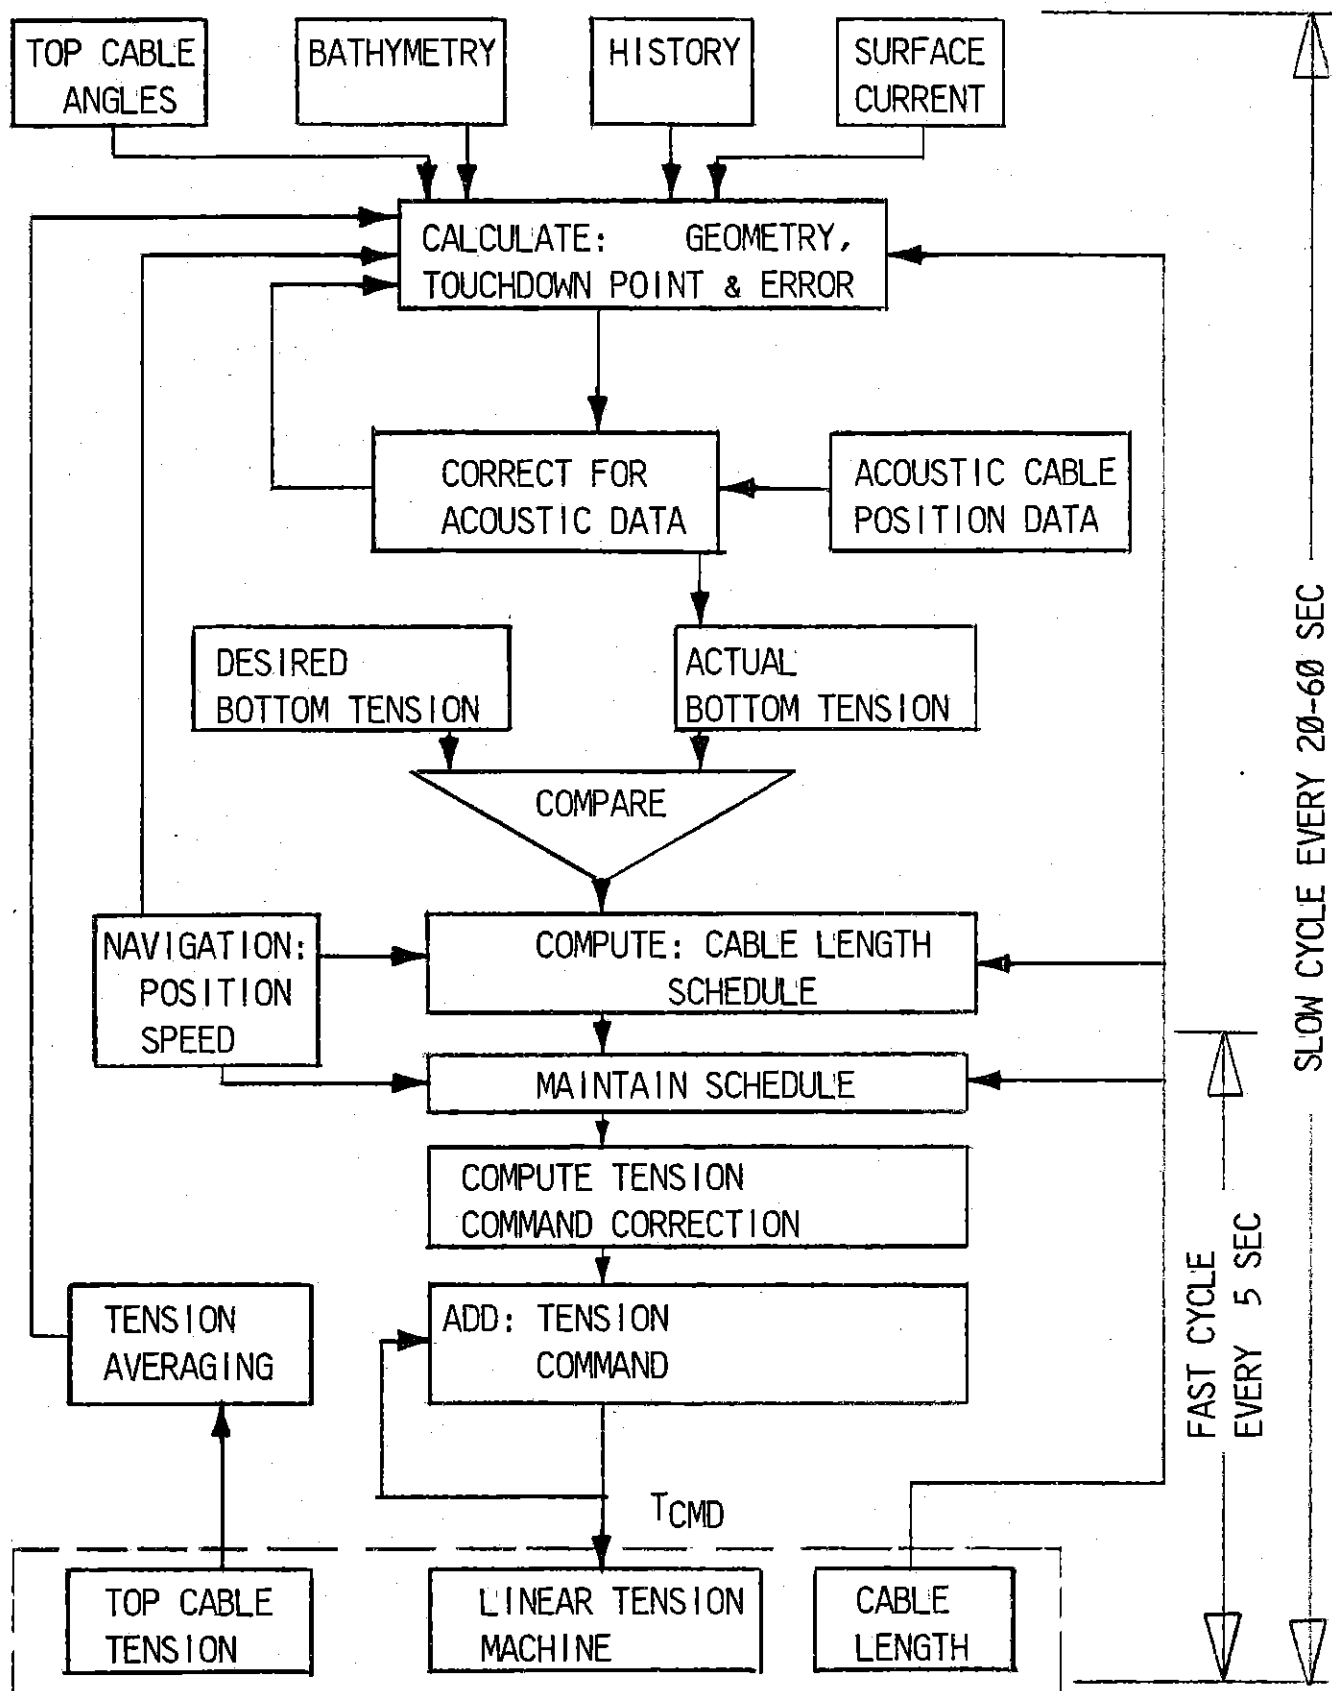 TOP CABLE
ANGLES
BATHYMETRY
HISTORY
SURFACE
CURRENT
CALCULATE: GEOMETRY,
TOUCHDOWN POINT & ERROR
CORRECT FOR
ACOUSTIC DATA
ACOUSTIC CABLE
POSITION DATA
DESIRED
BOTTOM TENSION
ACTUAL
BOTTOM TENSION
COMPARE
NAVIGATION:
POSITION
SPEED
COMPUTE: CABLE LENGTH
SCHEDULE
MAINTAIN SCHEDULE
COMPUTE TENSION
COMMAND CORRECTION
TENSION
AVERAGING
ADD: TENSION
COMMAND
TCMD
TOP CABLE
TENSION
LINEAR TENSION
MACHINE
CABLE
LENGTH
FAST CYCLE
EVERY 5 SEC
SLOW CYCLE EVERY 20-60 SEC